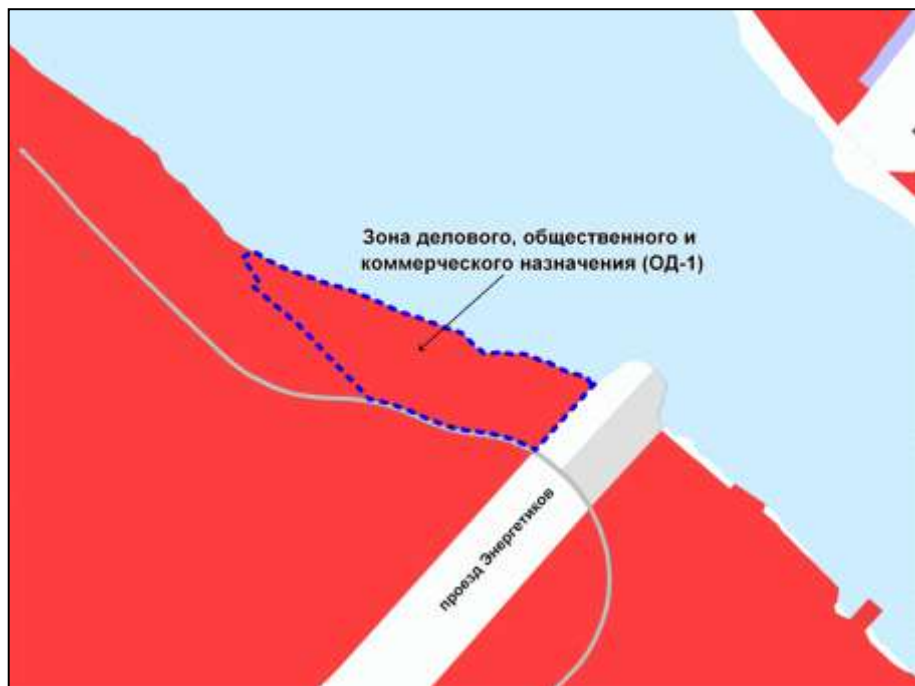 Зона делового, общественного и
коммерческого назначения (ОД-1)
проезд Энергетиков